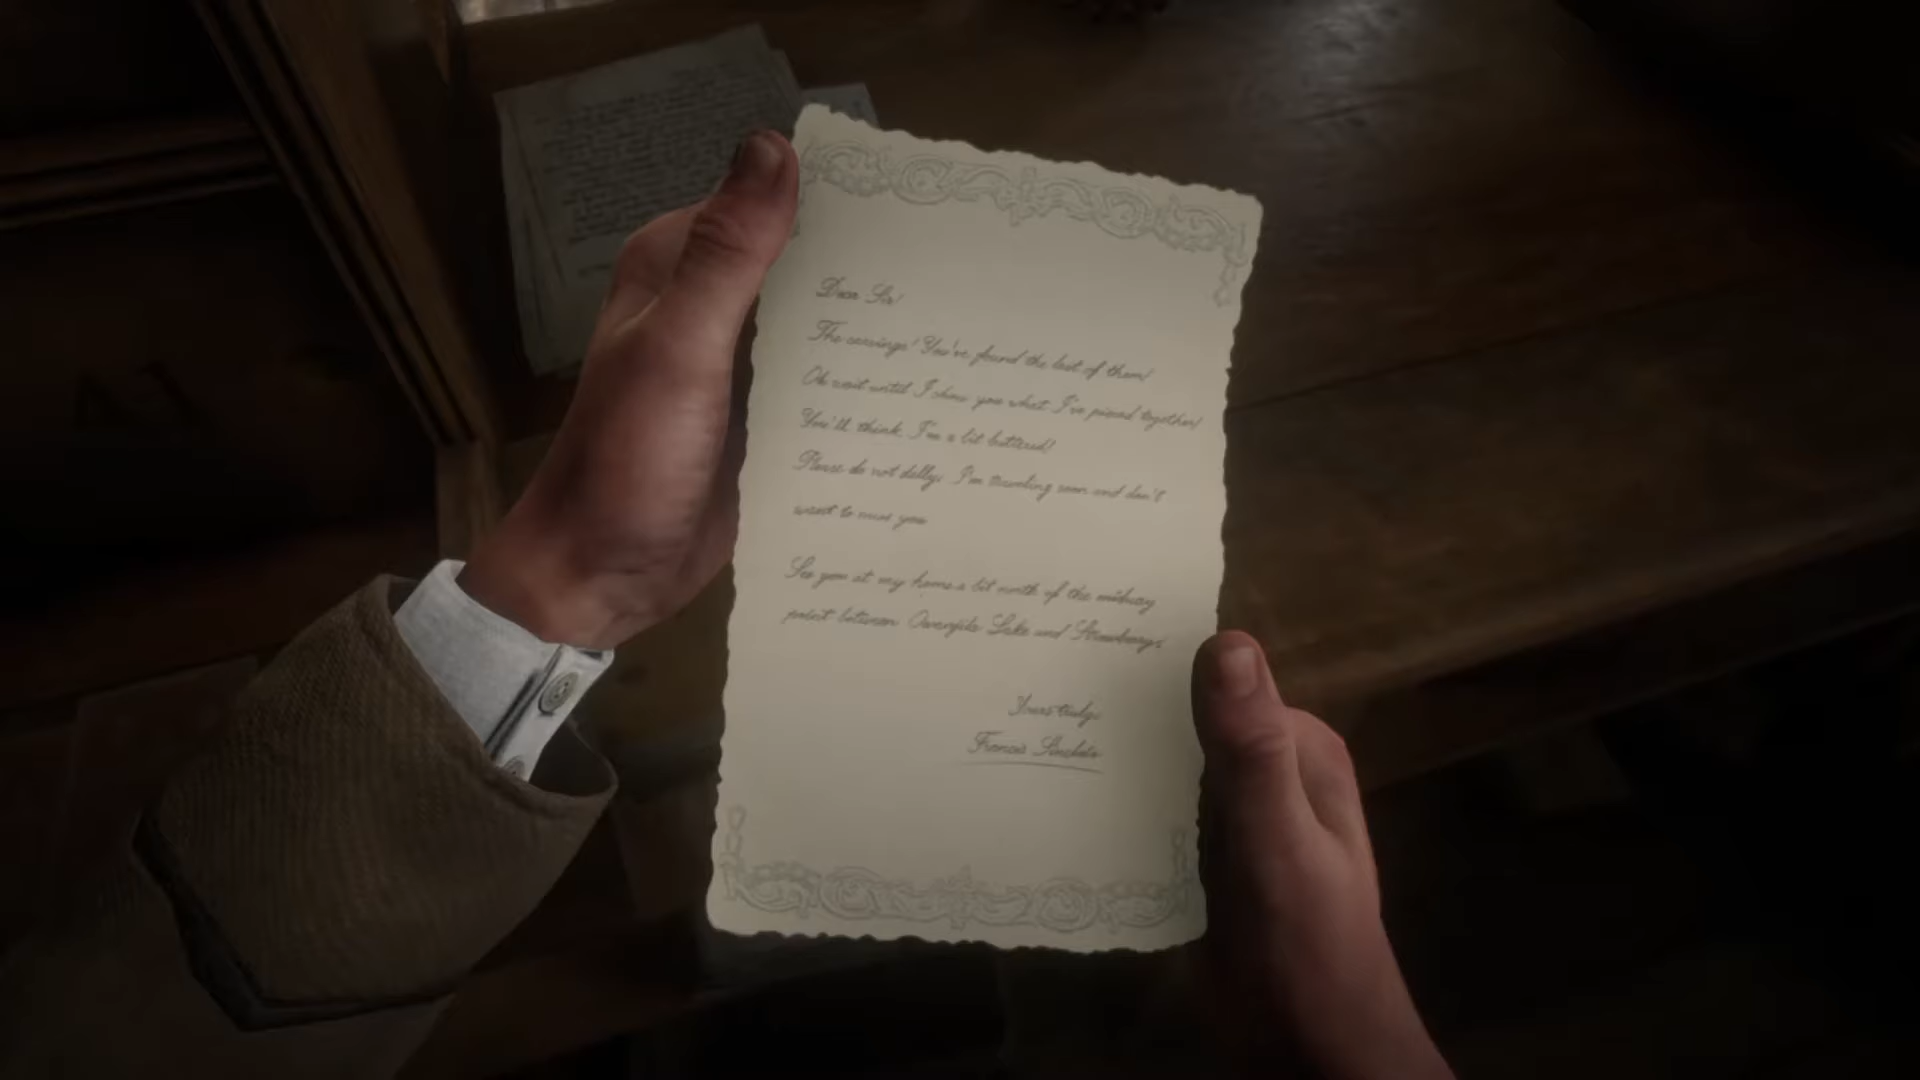 Dear Sir!
The carvings! You've found the last of them!
Oh wait until I show you what I've pieced together!
You'll think I'm a bit buttered!
Please do not dally. I'm traveling soon and don't
want to miss you.
See you at my home a bit north of the midway
point between Owanjila Lake and Strawberry.
Yours truly,
Francis Sinclair